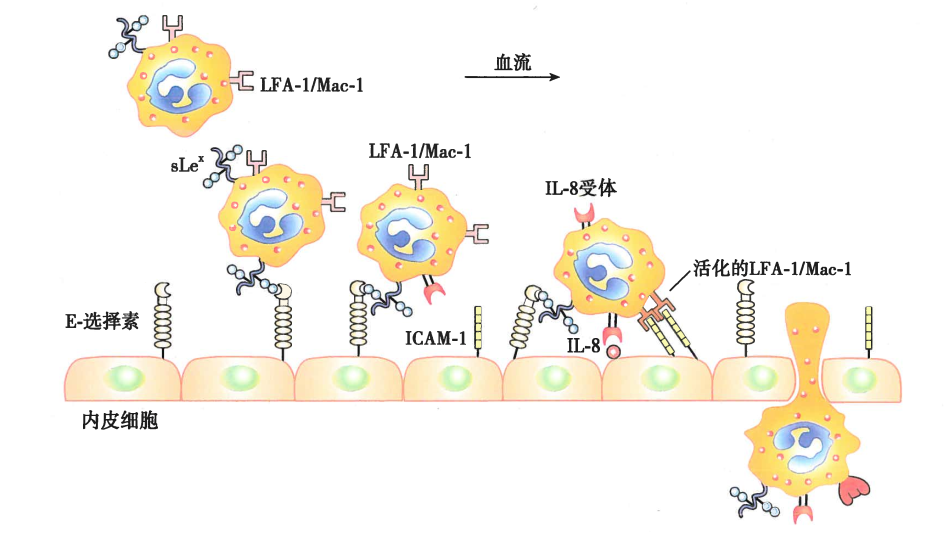 血流
LFA-1/Mac-1
sLeˣ
LFA-1/Mac-1
IL-8受体
活化的LFA-1/Mac-1
E-选择素
ICAM-1
IL-8
内皮细胞